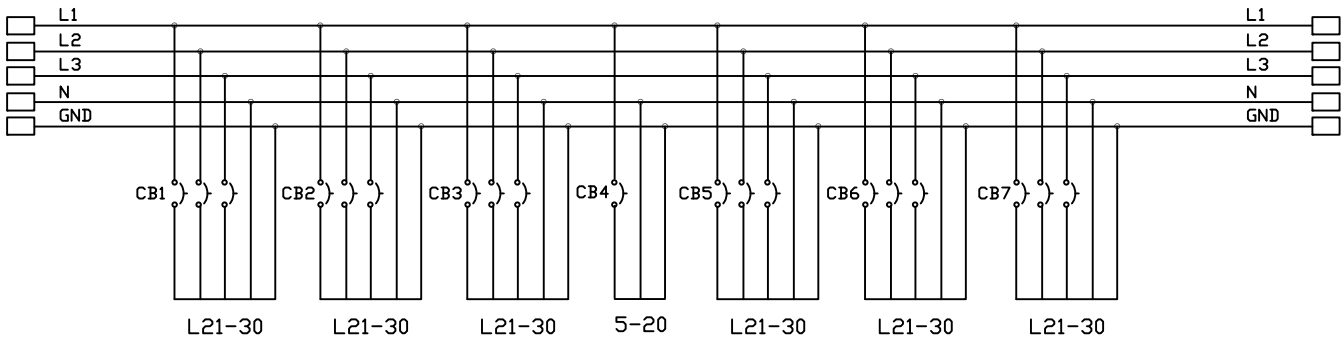 L1 L1
L2 L2
L3 L3
N N
GND GND
CB1 CB2 CB3 CB4 CB5 CB6 CB7
L21-30 L21-30 L21-30 5-20 L21-30 L21-30 L21-30